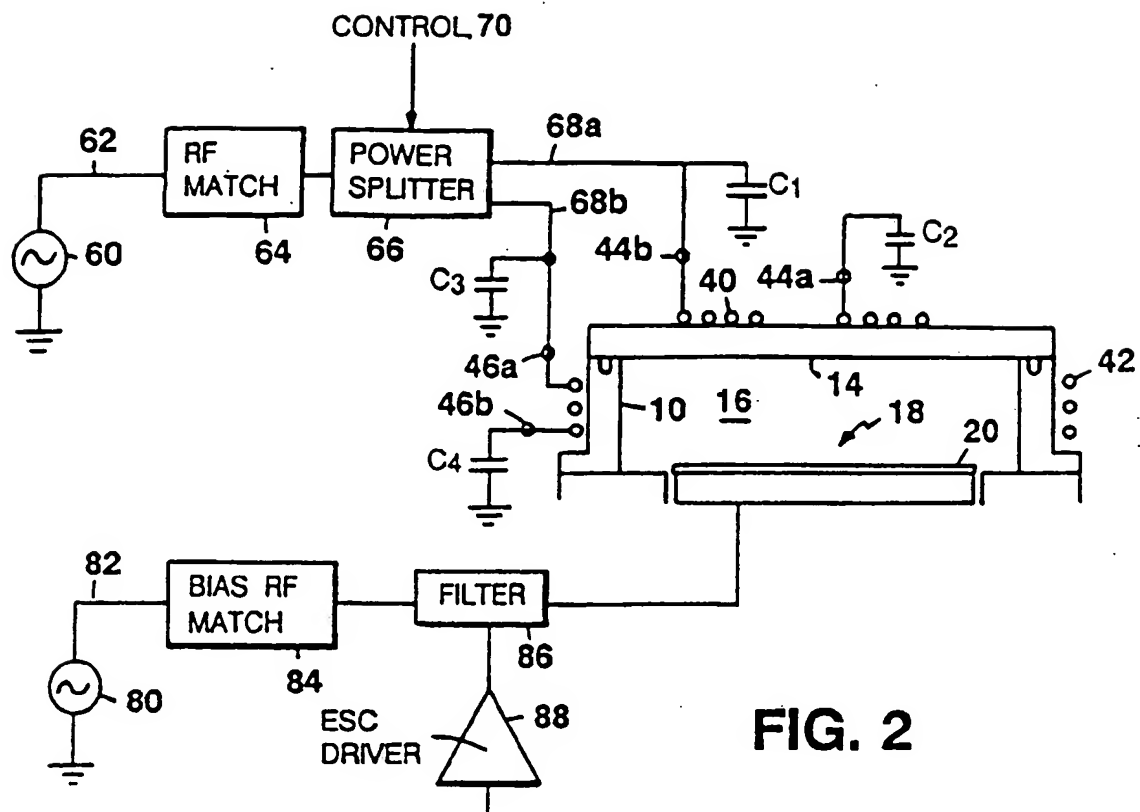 CONTROL 70
62
RF
MATCH
64
POWER
SPLITTER
66
68a
68b
C1
60
C3
44b
40
44a
C2
46a
46b
C4
10
16
14
18
20
42
82
BIAS RF
MATCH
84
FILTER
86
80
ESC
DRIVER
88
FIG. 2